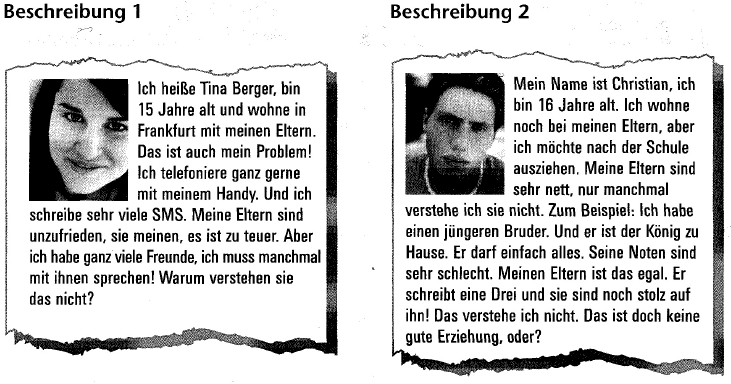 Beschreibung 1
Ich heiße Tina Berger, bin
15 Jahre alt und wohne in
Frankfurt mit meinen Eltern.
Das ist auch mein Problem!
Ich telefoniere ganz gerne
mit meinem Handy. Und ich
schreibe sehr viele SMS. Meine Eltern sind
unzufrieden, sie meinen, es ist zu teuer. Aber
ich habe ganz viele Freunde, ich muss manchmal
mit ihnen sprechen! Warum verstehen sie
das nicht?
Beschreibung 2
Mein Name ist Christian, ich
bin 16 Jahre alt. Ich wohne
noch bei meinen Eltern, aber
ich möchte nach der Schule
ausziehen. Meine Eltern sind
sehr nett, nur manchmal
verstehe ich sie nicht. Zum Beispiel: Ich habe
einen jüngeren Bruder. Und er ist der König zu
Hause. Er darf einfach alles. Seine Noten sind
sehr schlecht. Meinen Eltern ist das egal. Er
schreibt eine Drei und sie sind noch stolz auf
ihn! Das verstehe ich nicht. Das ist doch keine
gute Erziehung, oder?